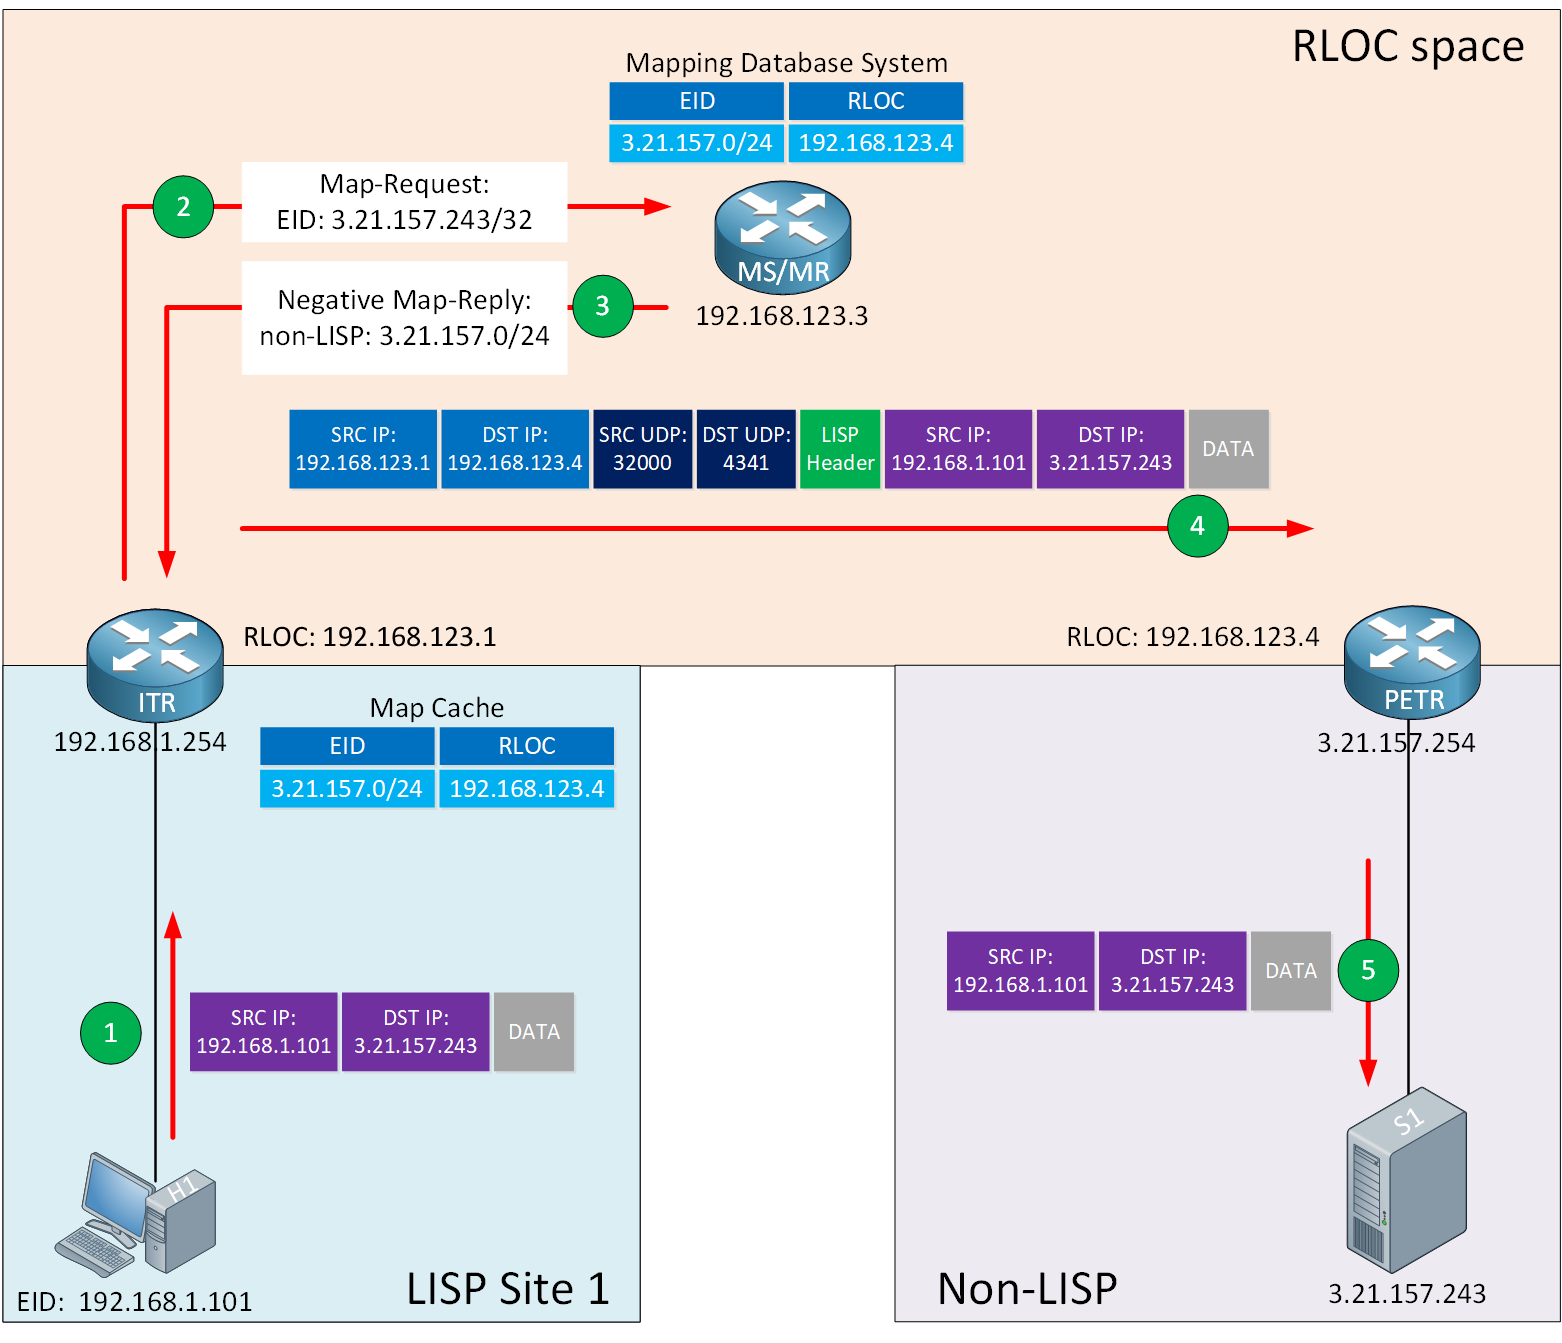 RLOC space
Mapping Database System
EID RLOC
3.21.157.0/24 192.168.123.4
2
Map-Request:
EID: 3.21.157.243/32
MS/MR
192.168.123.3
Negative Map-Reply:
non-LISP: 3.21.157.0/24
3
SRC IP: DST IP: SRC UDP: DST UDP: LISP SRC IP: DST IP: DATA
192.168.123.1 192.168.123.4 32000 4341 Header 192.168.1.101 3.21.157.243
4
RLOC: 192.168.123.1
RLOC: 192.168.123.4
ITR
PETR
192.168.1.254
3.21.157.254
Map Cache
EID RLOC
3.21.157.0/24 192.168.123.4
SRC IP: DST IP: DATA
192.168.1.101 3.21.157.243
5
1
SRC IP: DST IP: DATA
192.168.1.101 3.21.157.243
H1
S1
EID: 192.168.1.101
LISP Site 1
Non-LISP
3.21.157.243